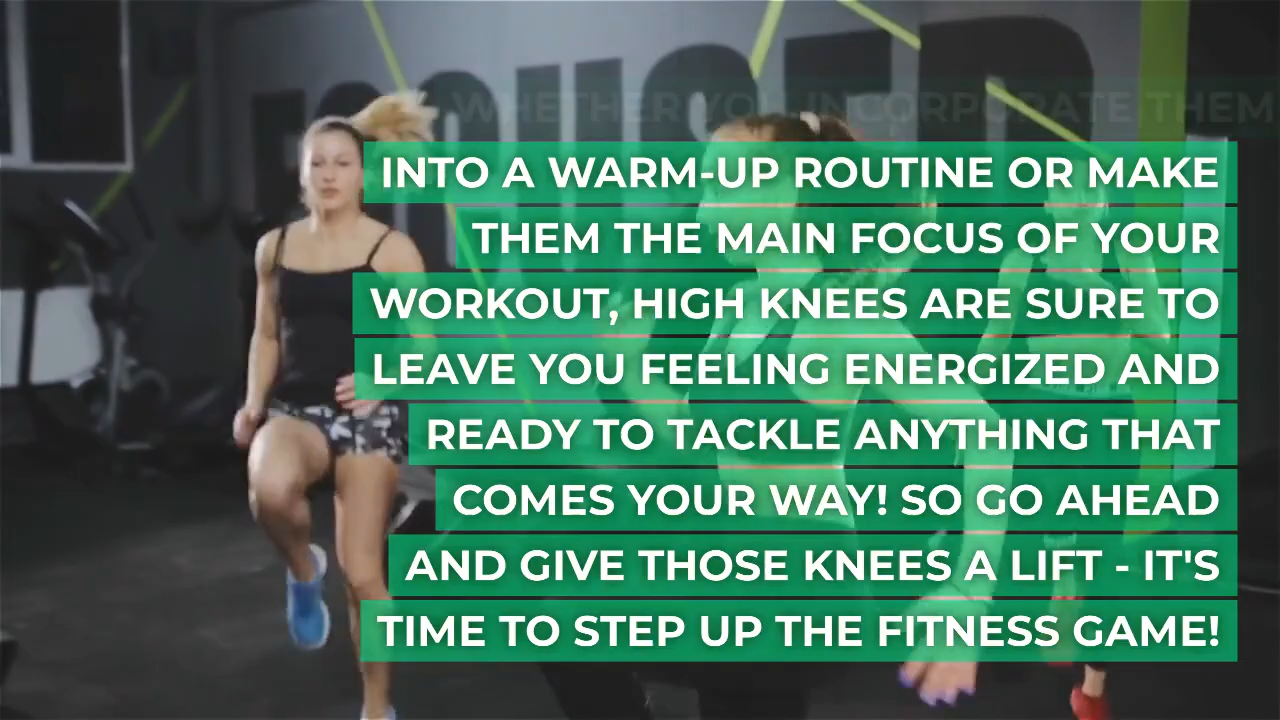 WHETHER YOU INCORPORATE THEM
INTO A WARM-UP ROUTINE OR MAKE
THEM THE MAIN FOCUS OF YOUR
WORKOUT, HIGH KNEES ARE SURE TO
LEAVE YOU FEELING ENERGIZED AND
READY TO TACKLE ANYTHING THAT
COMES YOUR WAY! SO GO AHEAD
AND GIVE THOSE KNEES A LIFT - IT'S
TIME TO STEP UP THE FITNESS GAME!